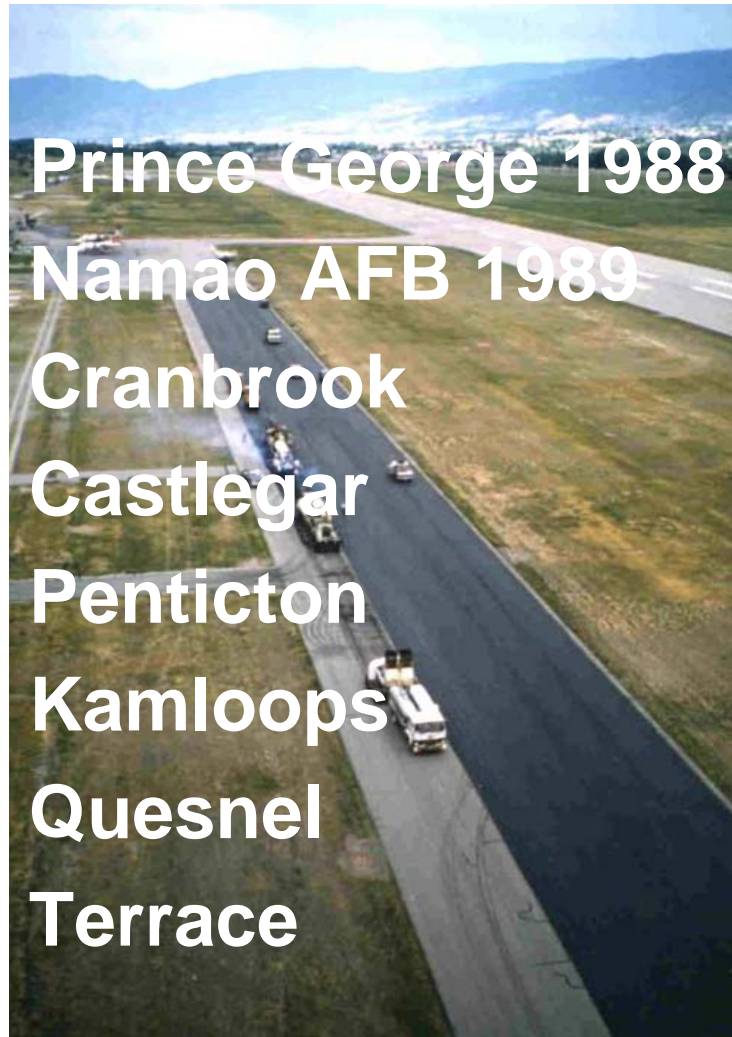 Prince George 1988
Namao AFB 1989
Cranbrook
Castlegar
Penticton
Kamloops
Quesnel
Terrace